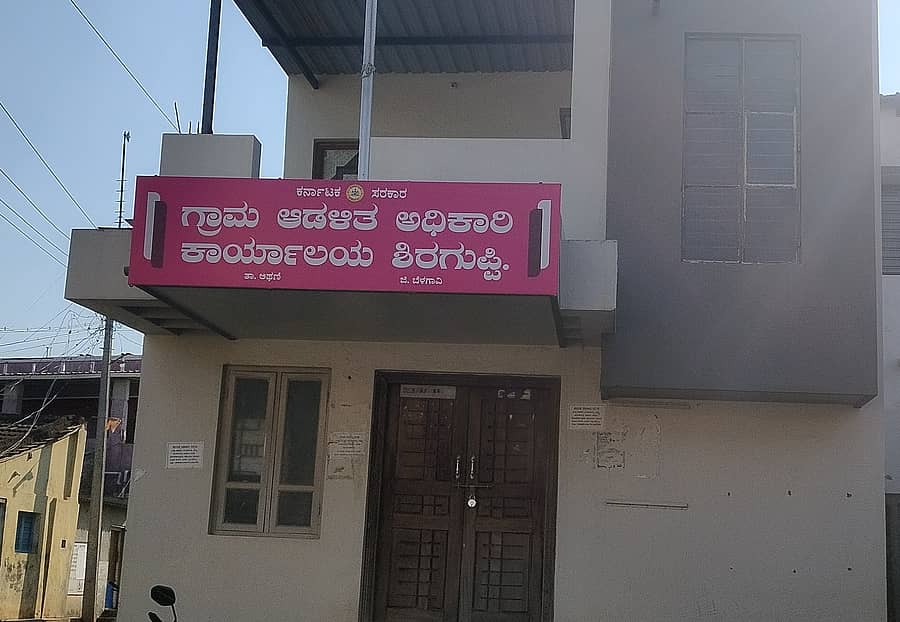 ಕರ್ನಾಟಕ ಸರಕಾರ
ಗ್ರಾಮ ಆಡಳಿತ ಅಧಿಕಾರಿ
ಕಾರ್ಯಾಲಯ ಶಿರಗುಪ್ಪಿ.
ತಾ. ಅಥಣಿ ಜಿ. ಬೆಳಗಾವಿ